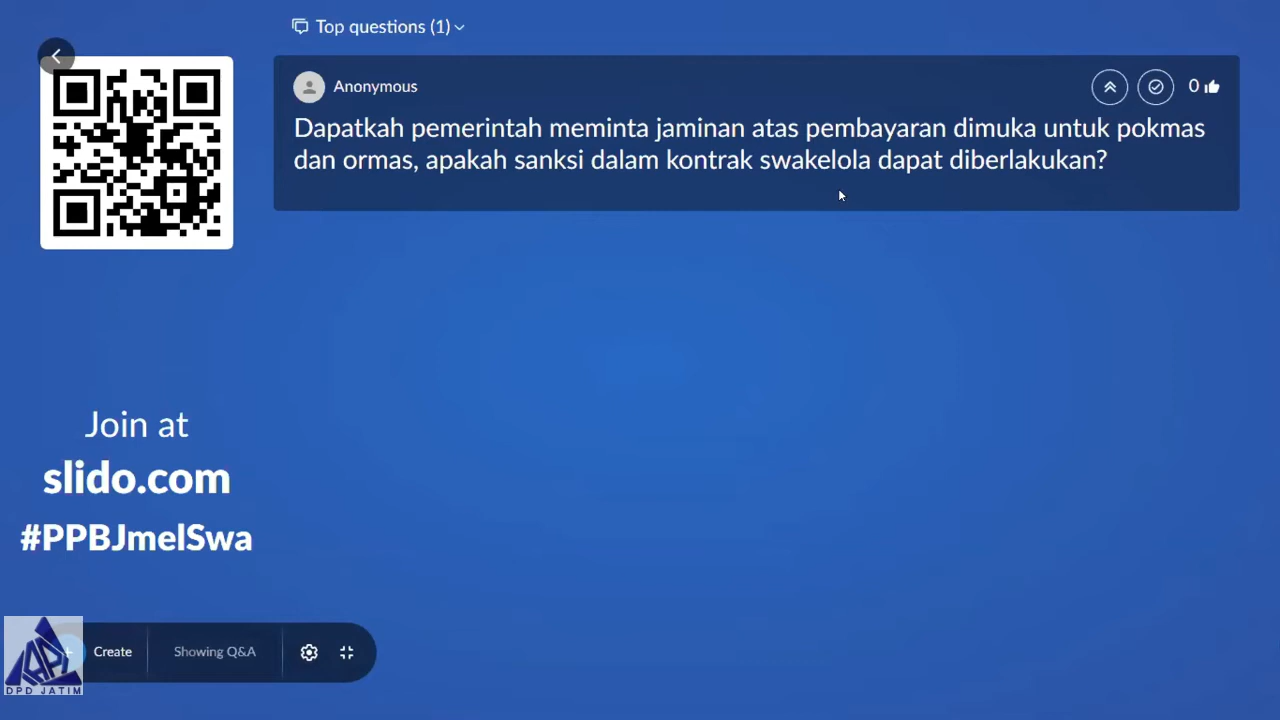 Top questions (1)
Anonymous
0
Dapatkah pemerintah meminta jaminan atas pembayaran dimuka untuk pokmas
dan ormas, apakah sanksi dalam kontrak swakelola dapat diberlakukan?
Join at
slido.com
#PPBJmelSwa
Create
Showing Q&A
DPD JATIM